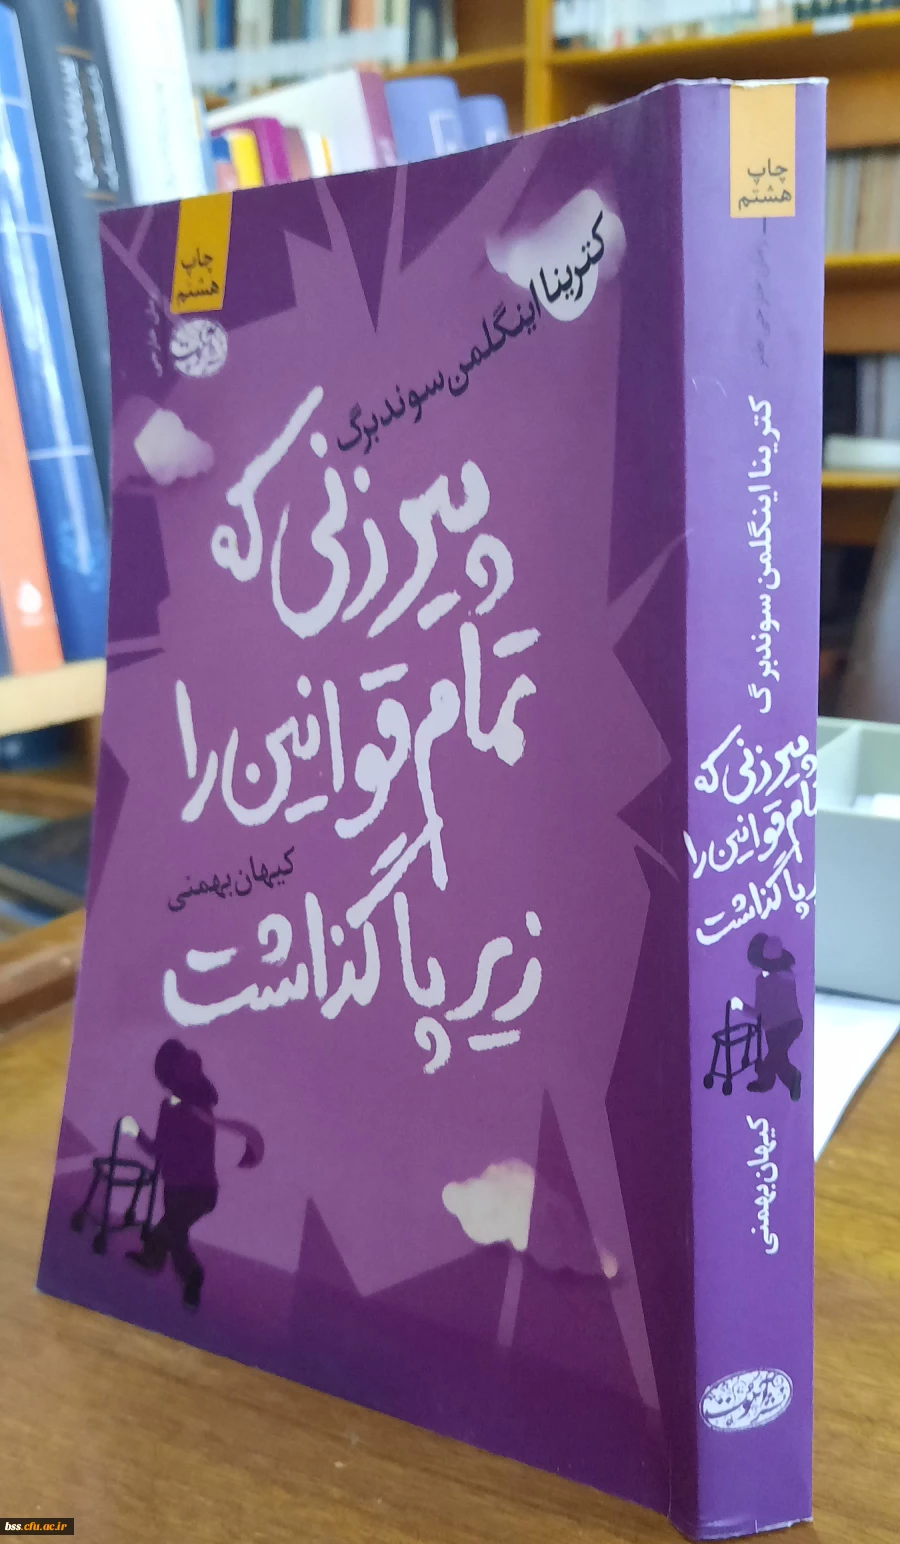 چاپ
هشتم
کترینا اینگلمن سوندبرگ
پیرزنی که
تمام قوانین را
زیر پا گذاشت
کیهان بهمنی
چاپ
هشتم
کترینا اینگلمن سوندبرگ
پیرزنی که
تمام قوانین را
زیر پا گذاشت
کیهان بهمنی
bss.cfu.ac.ir